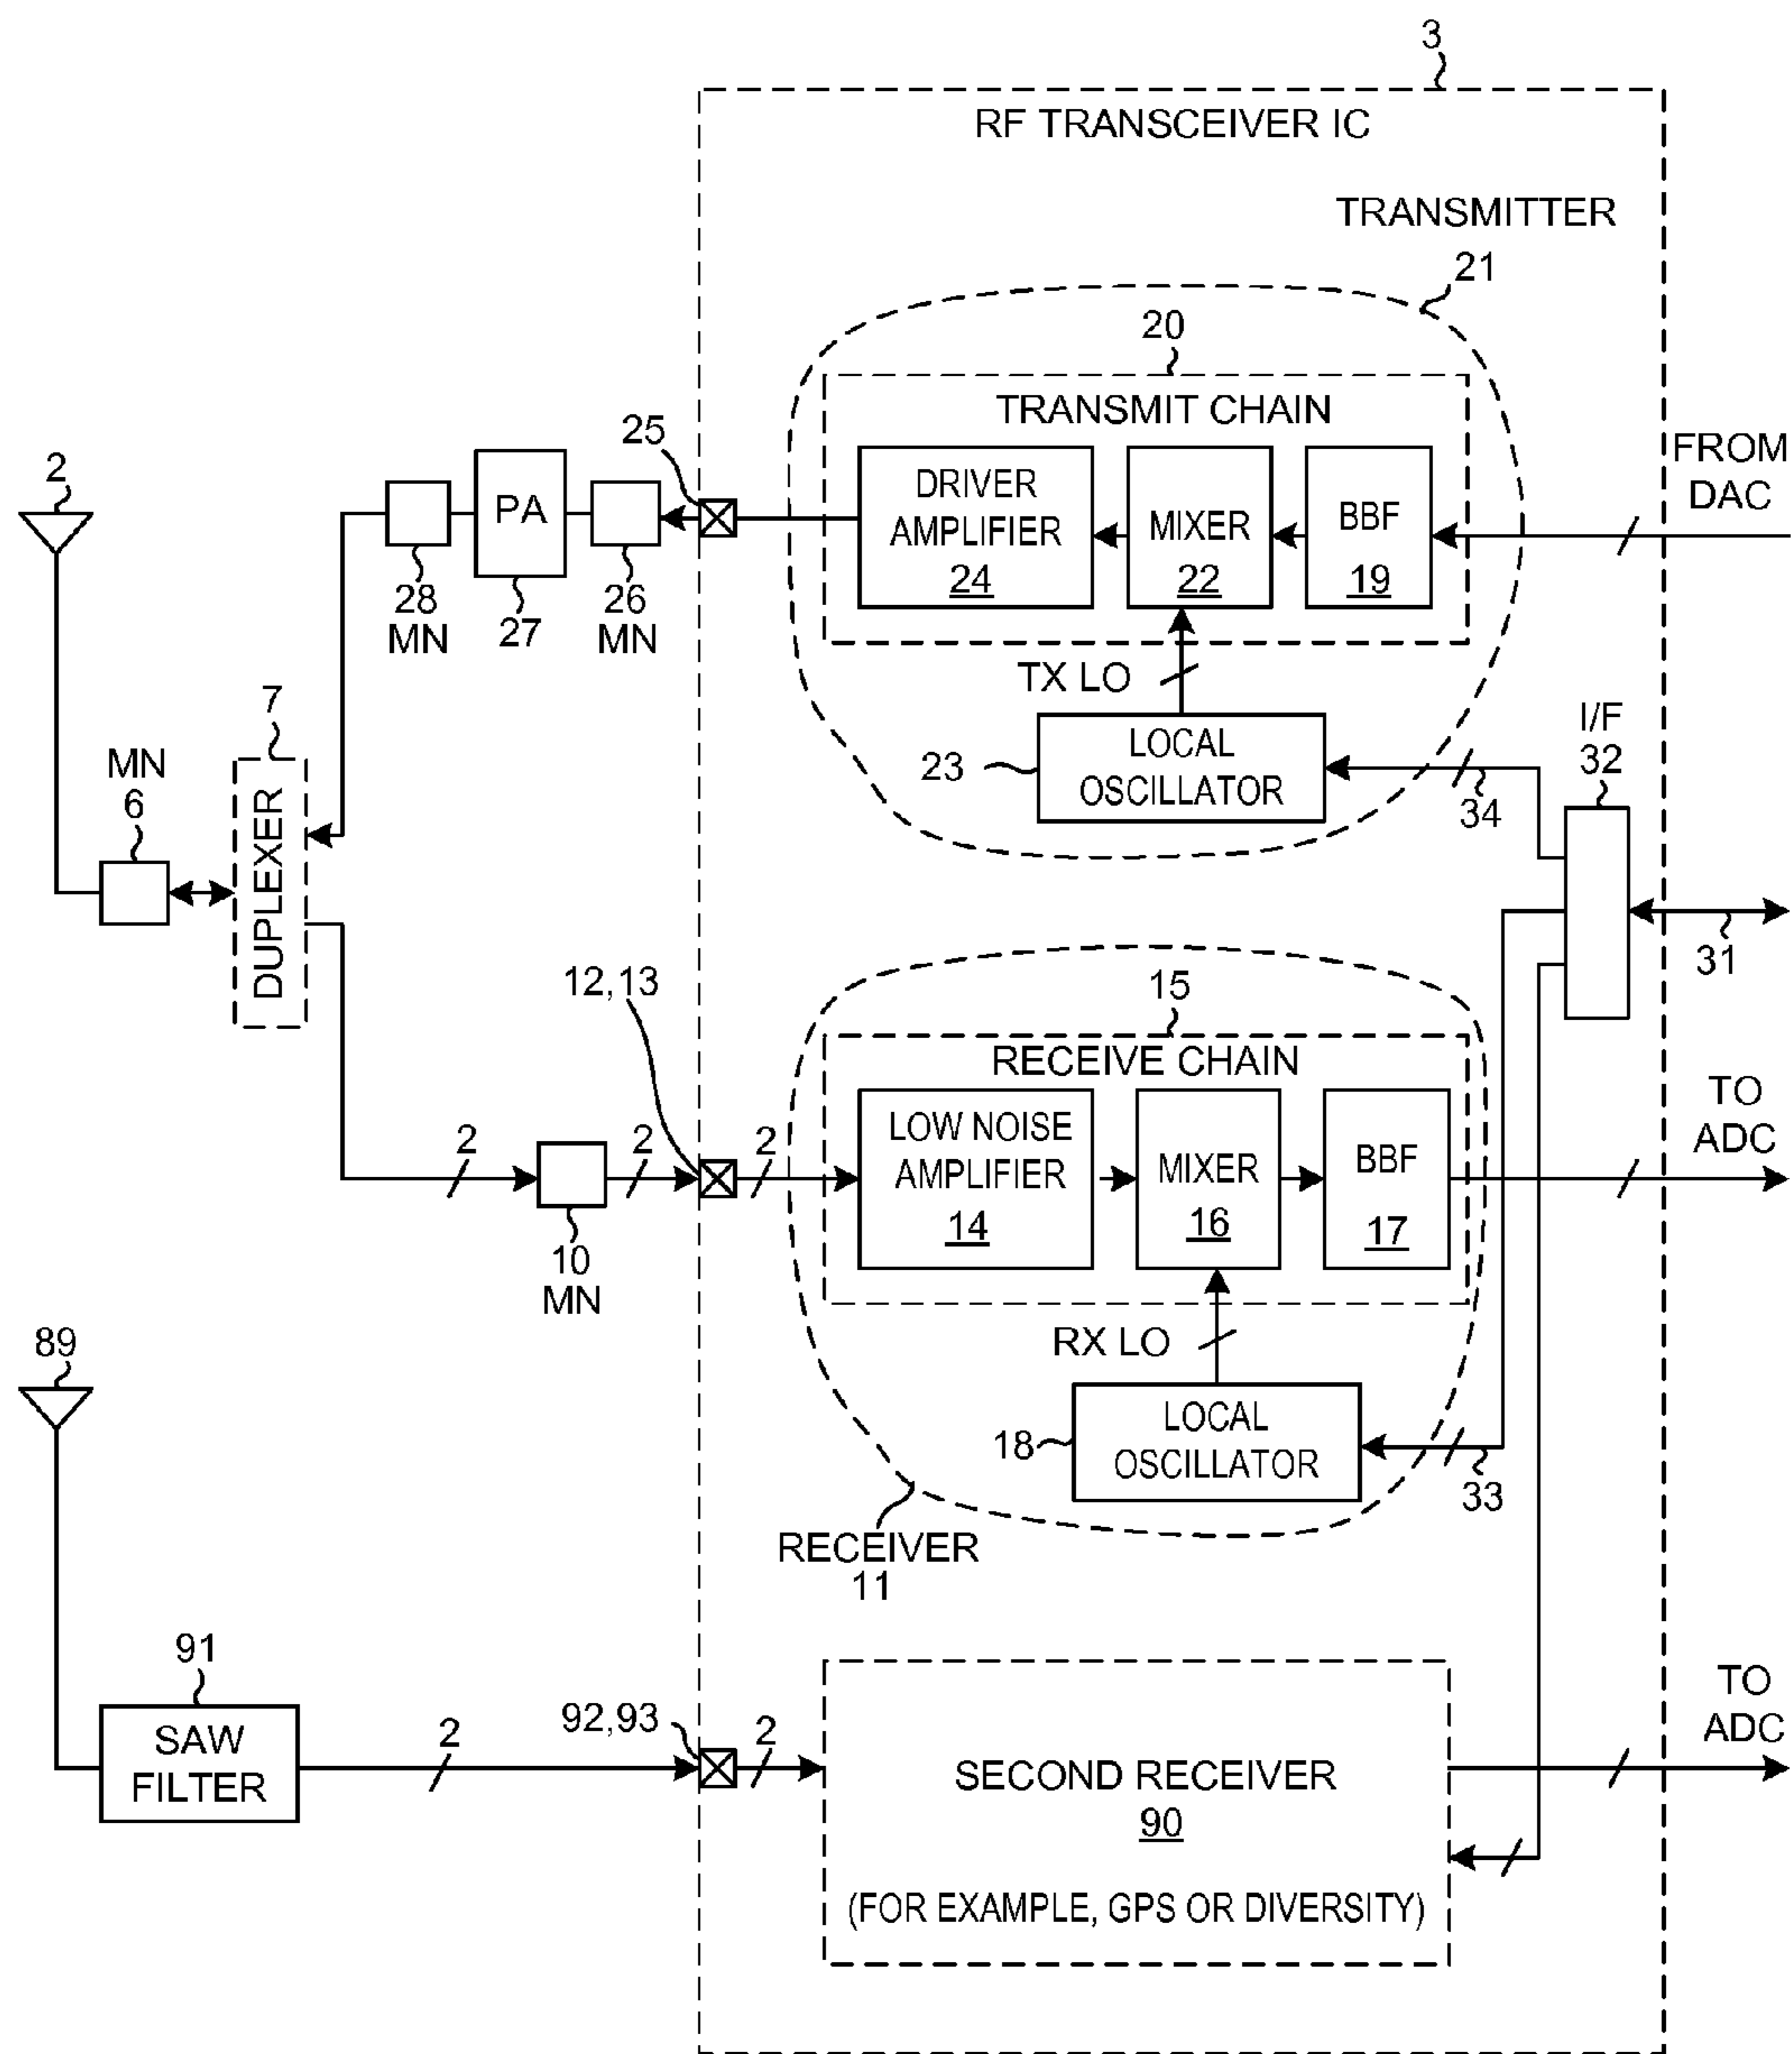 3
RF TRANSCEIVER IC
TRANSMITTER
21
20
TRANSMIT CHAIN
25
FROM
DAC
2
PA
DRIVER
AMPLIFIER
24
MIXER
22
BBF
19
28
MN
27
26
MN
TX LO
7
I/F
32
LOCAL
OSCILLATOR
23
34
MN
6
DUPLEXER
31
12,13
15
RECEIVE CHAIN
TO
ADC
2
2
2
LOW NOISE
AMPLIFIER
14
MIXER
16
BBF
17
10
MN
RX LO
89
LOCAL
OSCILLATOR
18
33
RECEIVER
11
91
SAW
FILTER
2
92,93
2
TO
ADC
SECOND RECEIVER
90
(FOR EXAMPLE, GPS OR DIVERSITY)